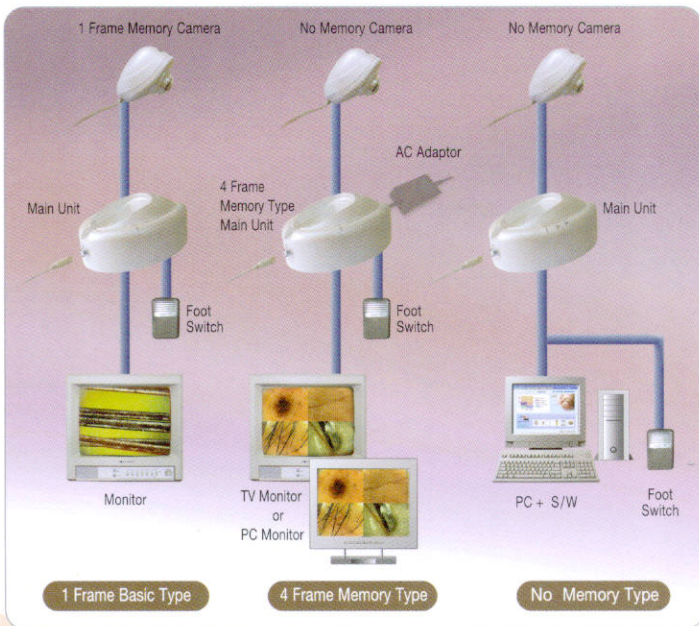 1 Frame Memory Camera
No Memory Camera
No Memory Camera
AC Adaptor
Main Unit
4 Frame
Memory Type
Main Unit
Main Unit
Foot
Switch
Foot
Switch
Monitor
TV Monitor
or
PC Monitor
PC + S/W
Foot
Switch
1 Frame Basic Type
4 Frame Memory Type
No Memory Type